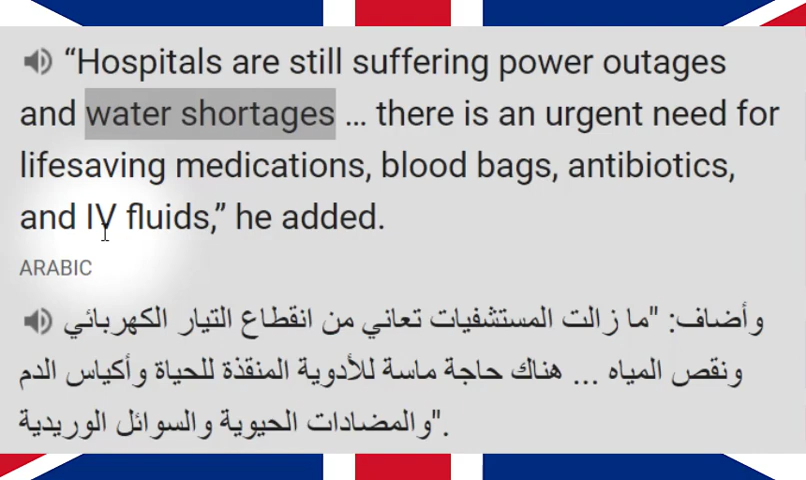 “Hospitals are still suffering power outages
and water shortages ... there is an urgent need for
lifesaving medications, blood bags, antibiotics,
and IV fluids,” he added.
ARABIC
وأضاف: "ما زالت المستشفيات تعاني من انقطاع التيار الكهربائي
ونقص المياه ... هناك حاجة ماسة للأدوية المنقذة للحياة وأكياس الدم
والمضادات الحيوية والسوائل الوريدية".